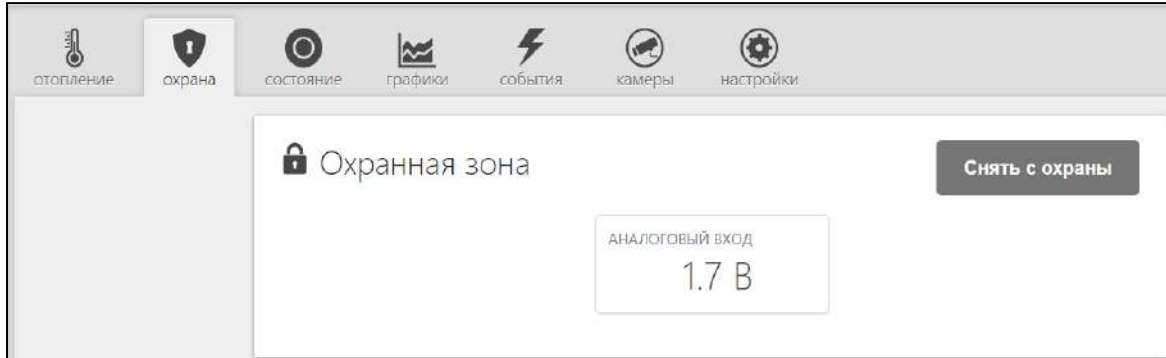 отопление охрана состояние графики события камеры настройки
Охранная зона Снять с охраны
АНАЛОГОВЫЙ ВХОД
1.7 В